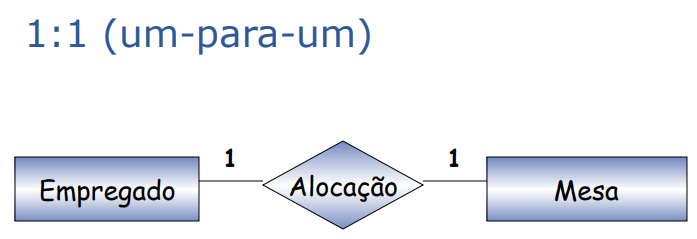 1:1 (um-para-um)
1 1
Empregado Alocação Mesa